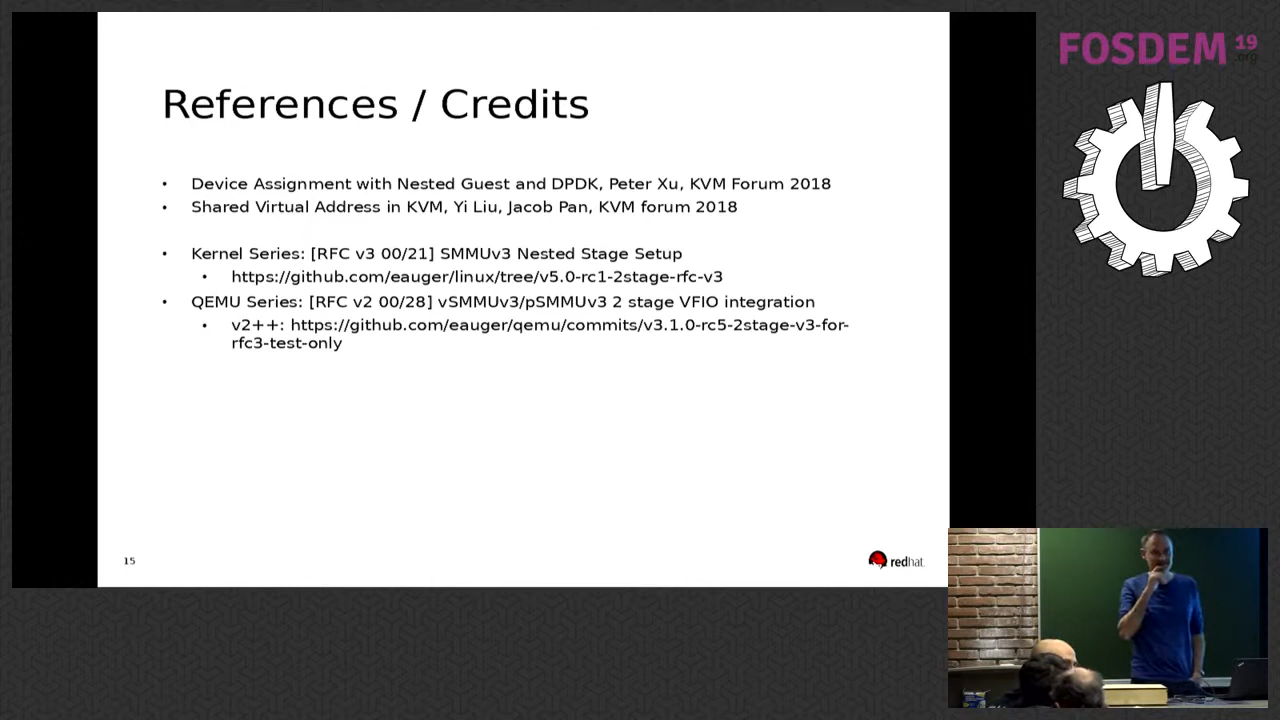 References / Credits
• Device Assignment with Nested Guest and DPDK, Peter Xu, KVM Forum 2018
• Shared Virtual Address in KVM, Yi Liu, Jacob Pan, KVM forum 2018
• Kernel Series: [RFC v3 00/21] SMMUv3 Nested Stage Setup
• https://github.com/eauger/linux/tree/v5.0-rc1-2stage-rfc-v3
• QEMU Series: [RFC v2 00/28] vSMMUv3/pSMMUv3 2 stage VFIO integration
• v2++: https://github.com/eauger/qemu/commits/v3.1.0-rc5-2stage-v3-for-
rfc3-test-only
15
redhat.
FOSDEM 19
.org